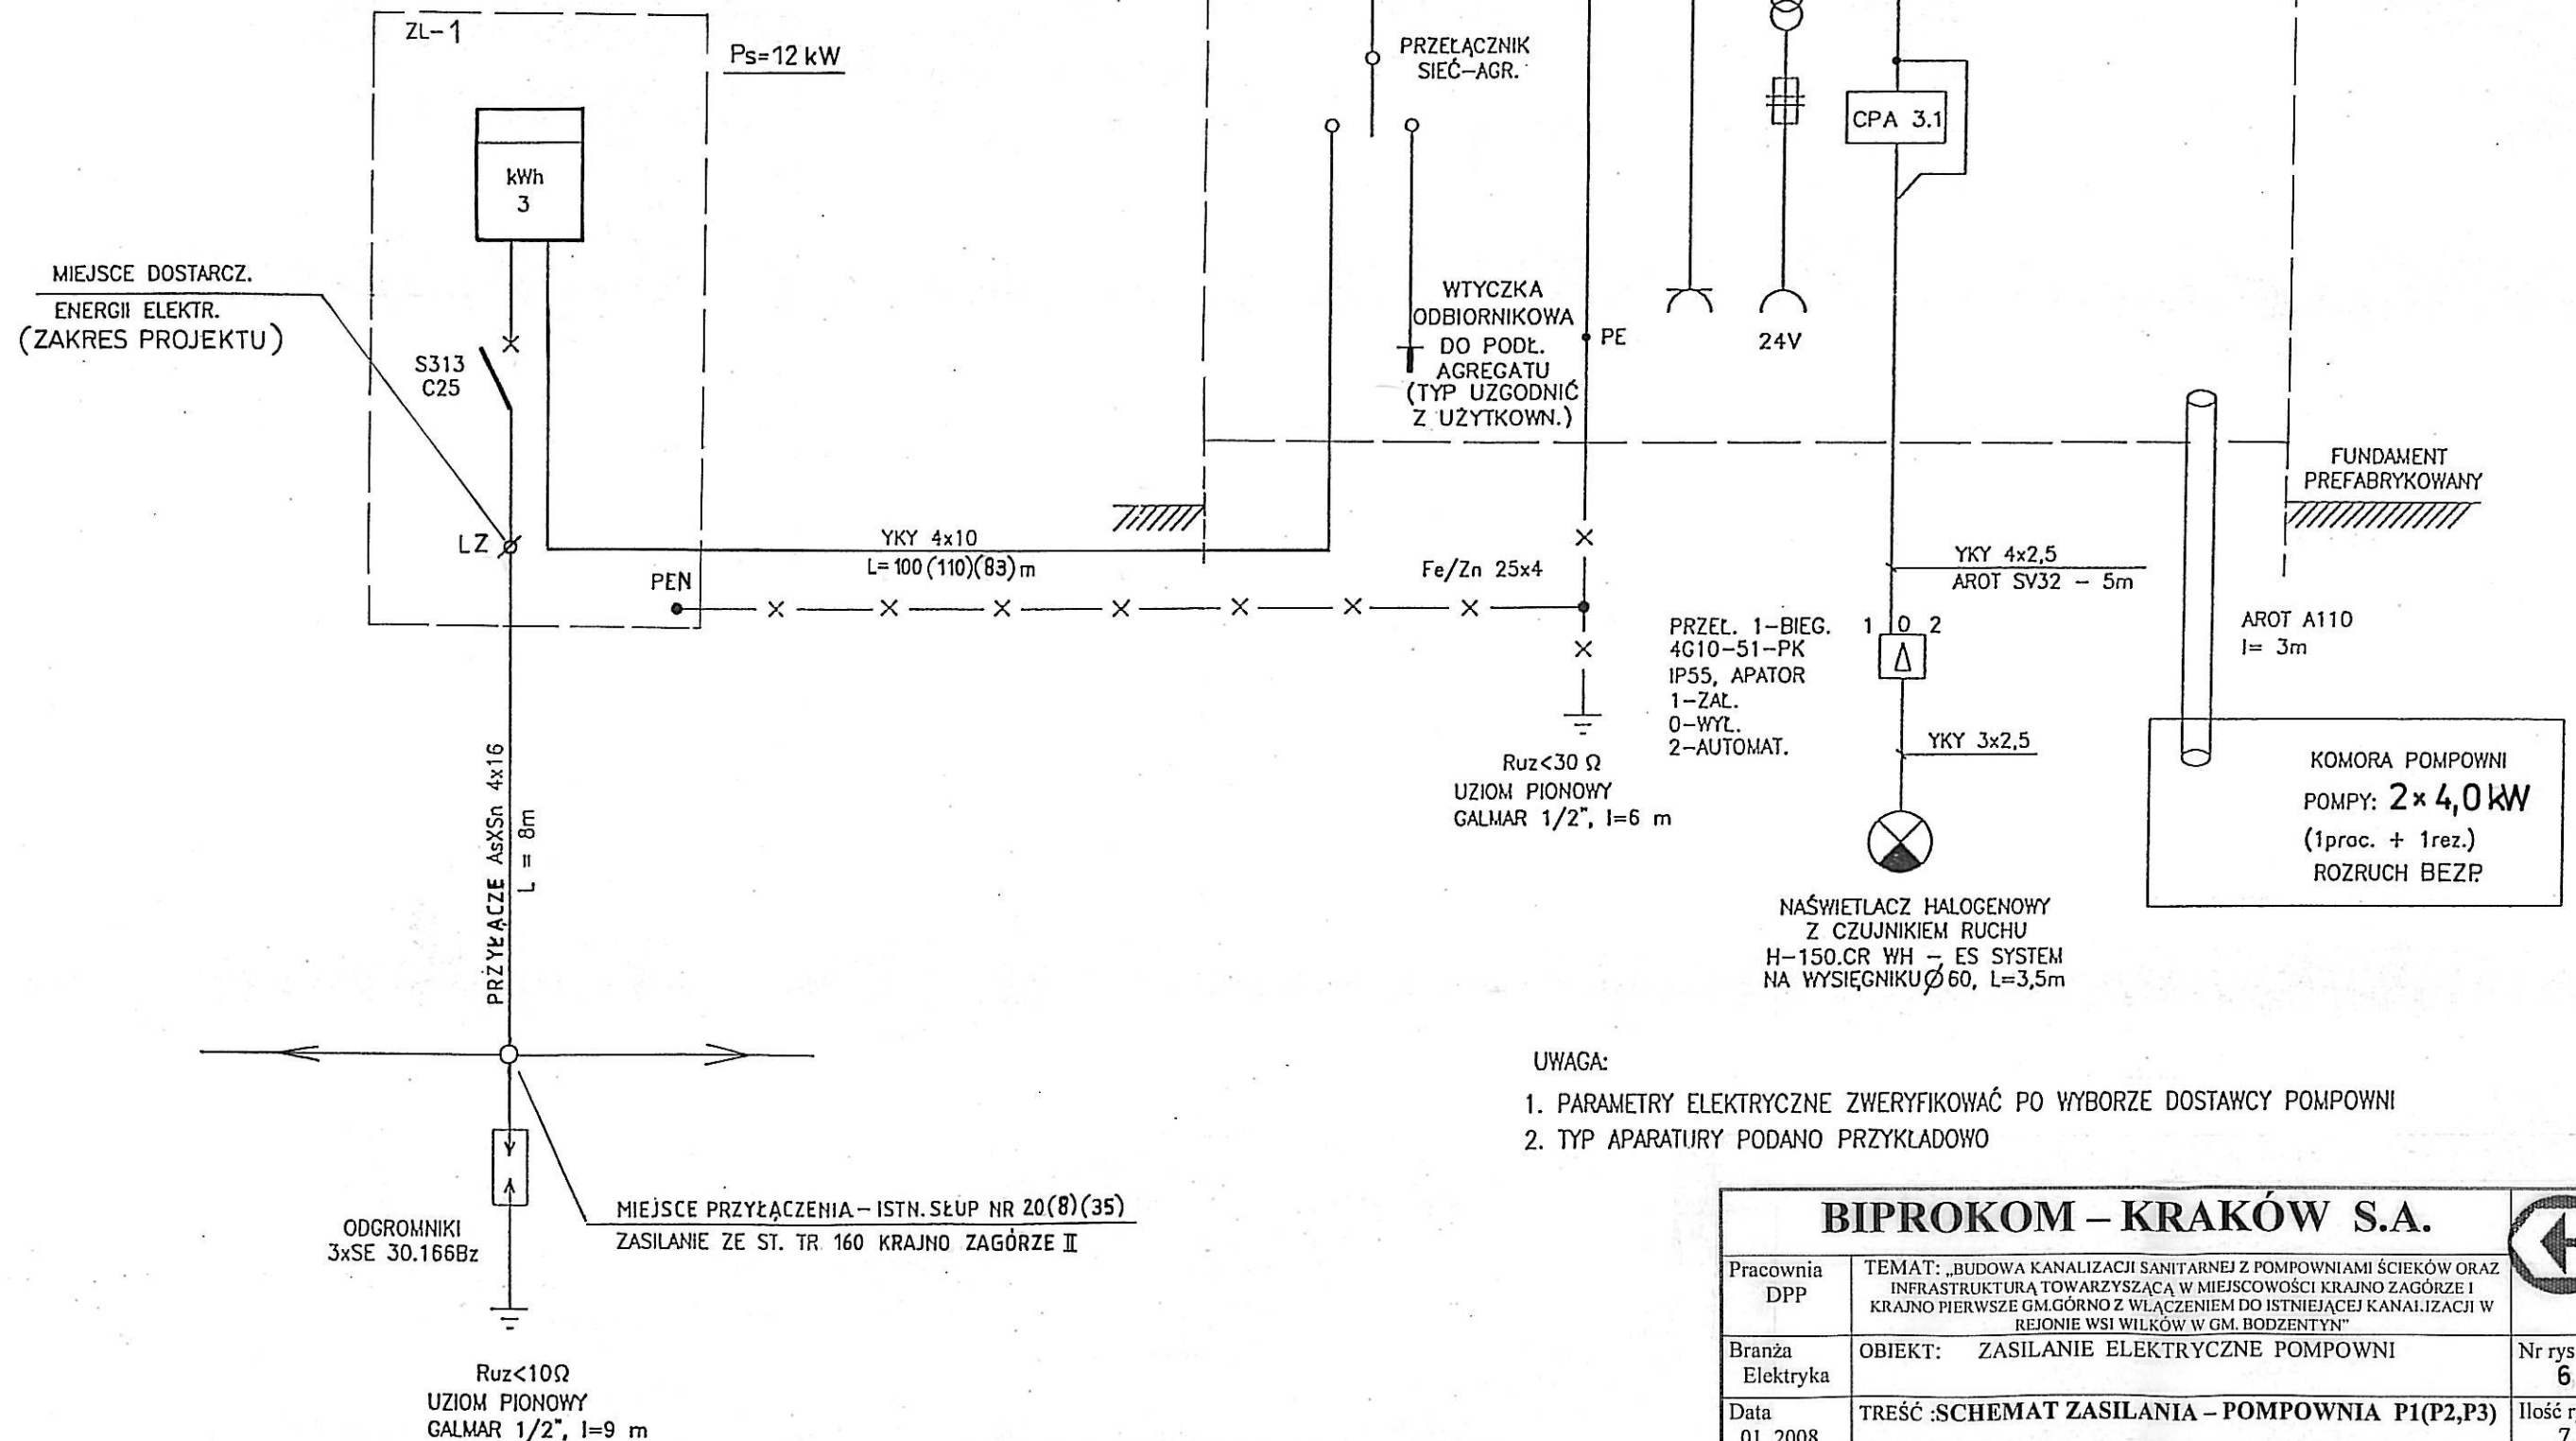 ZL-1
Ps=12 kW
kWh
3
MIEJSCE DOSTARCZ.
ENERGII ELEKTR.
(ZAKRES PROJEKTU)
S313
C25
LZ
PEN
YKY 4x10
L=100(110)(83)m
Fe/Zn 25x4
PRZEŁĄCZNIK
SIEĆ-AGR.
WTYCZKA
ODBIORNIKOWA
DO PODŁ.
AGREGATU
(TYP UZGODNIĆ
Z UŻYTKOWN.)
PE
24V
CPA 3.1
FUNDAMENT
PREFABRYKOWANY
YKY 4x2,5
AROT SV32 - 5m
AROT A110
l= 3m
PRZEŁ. 1-BIEG.
4G10-51-PK
IP55, APATOR
1-ZAŁ.
0-WYŁ.
2-AUTOMAT.
1 0 2
YKY 3x2,5
Ruz<30 Ω
UZIOM PIONOWY
GALMAR 1/2", l=6 m
KOMORA POMPOWNI
POMPY: 2x4,0kW
(1prac. + 1rez.)
ROZRUCH BEZP.
NAŚWIETLACZ HALOGENOWY
Z CZUJNIKIEM RUCHU
H-150.CR WH - ES SYSTEM
NA WYSIĘGNIKU Ø60, L=3,5m
PRZYŁĄCZE AsXSn 4x16
L = 8m
ODGROMNIKI
3xSE 30.166Bz
MIEJSCE PRZYŁĄCZENIA-ISTN.SŁUP NR 20(8)(35)
ZASILANIE ZE ST. TR. 160 KRAJNO ZAGÓRZE II
Ruz<10Ω
UZIOM PIONOWY
GALMAR 1/2", l=9 m
UWAGA:
1. PARAMETRY ELEKTRYCZNE ZWERYFIKOWAĆ PO WYBORZE DOSTAWCY POMPOWNI
2. TYP APARATURY PODANO PRZYKŁADOWO
BIPROKOM – KRAKÓW S.A.
Pracownia
DPP
TEMAT: „BUDOWA KANALIZACJI SANITARNEJ Z POMPOWNIAMI ŚCIEKÓW ORAZ
INFRASTRUKTURĄ TOWARZYSZĄCĄ W MIEJSCOWOŚCI KRAJNO ZAGÓRZE I
KRAJNO PIERWSZE GM.GÓRNO Z WŁĄCZENIEM DO ISTNIEJĄCEJ KANALIZACJI W
REJONIE WSI WILKÓW W GM. BODZENTYN"
Branża
Elektryka
OBIEKT: ZASILANIE ELEKTRYCZNE POMPOWNI
Nr rys
6
Data
01.2008
TREŚĆ :SCHEMAT ZASILANIA – POMPOWNIA P1(P2,P3)
Ilość r
7